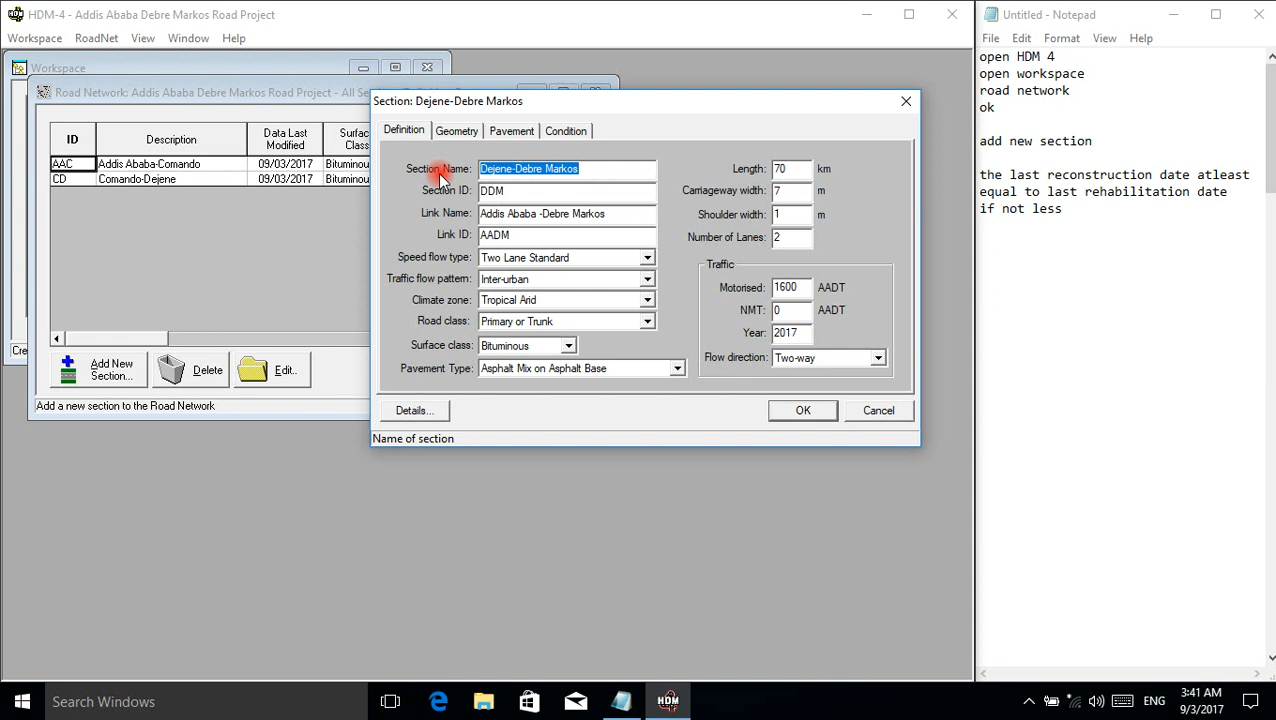 HDM-4 - Addis Ababa Debre Markos Road Project
Workspace RoadNet View Window Help
Workspace
Road Network: Addis Ababa Debre Markos Road Project - All Se
ID Description Data Last Modified Surfa Class
AAC Addis Ababa-Comando 09/03/2017 Bituminou
CD Comando-Dejene 09/03/2017 Bituminou
Cre
Add New Section...
Delete
Edit..
Add a new section to the Road Network
Section: Dejene-Debre Markos
Definition Geometry Pavement Condition
Section Name: Dejene-Debre Markos
Section ID: DDM
Link Name: Addis Ababa -Debre Markos
Link ID: AADM
Speed flow type: Two Lane Standard
Traffic flow pattern: Inter-urban
Climate zone: Tropical Arid
Road class: Primary or Trunk
Surface class: Bituminous
Pavement Type: Asphalt Mix on Asphalt Base
Length: 70 km
Carriageway width: 7 m
Shoulder width: 1 m
Number of Lanes: 2
Traffic
Motorised: 1600 AADT
NMT: 0 AADT
Year: 2017
Flow direction: Two-way
Details...
OK
Cancel
Name of section
Untitled - Notepad
File Edit Format View Help
open HDM 4
open workspace
road network
ok
add new section
the last reconstruction date atleast
equal to last rehabilitation date
if not less
Search Windows
HDM
ENG
3:41 AM
9/3/2017